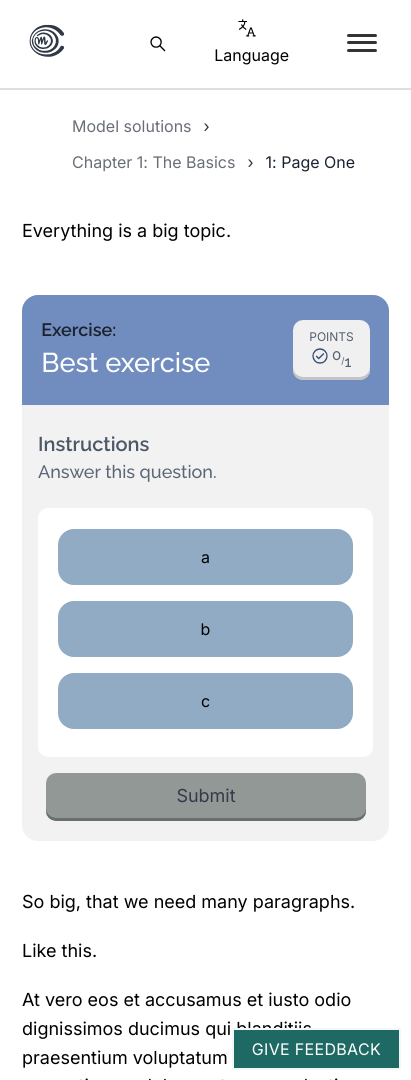 Language
Model solutions ›
Chapter 1: The Basics › 1: Page One
Everything is a big topic.
Exercise:
Best exercise
POINTS
0/1
Instructions
Answer this question.
a
b
c
Submit
So big, that we need many paragraphs.
Like this.
At vero eos et accusamus et iusto odio
dignissimos ducimus qui blanditiis
praesentium voluptatum
GIVE FEEDBACK